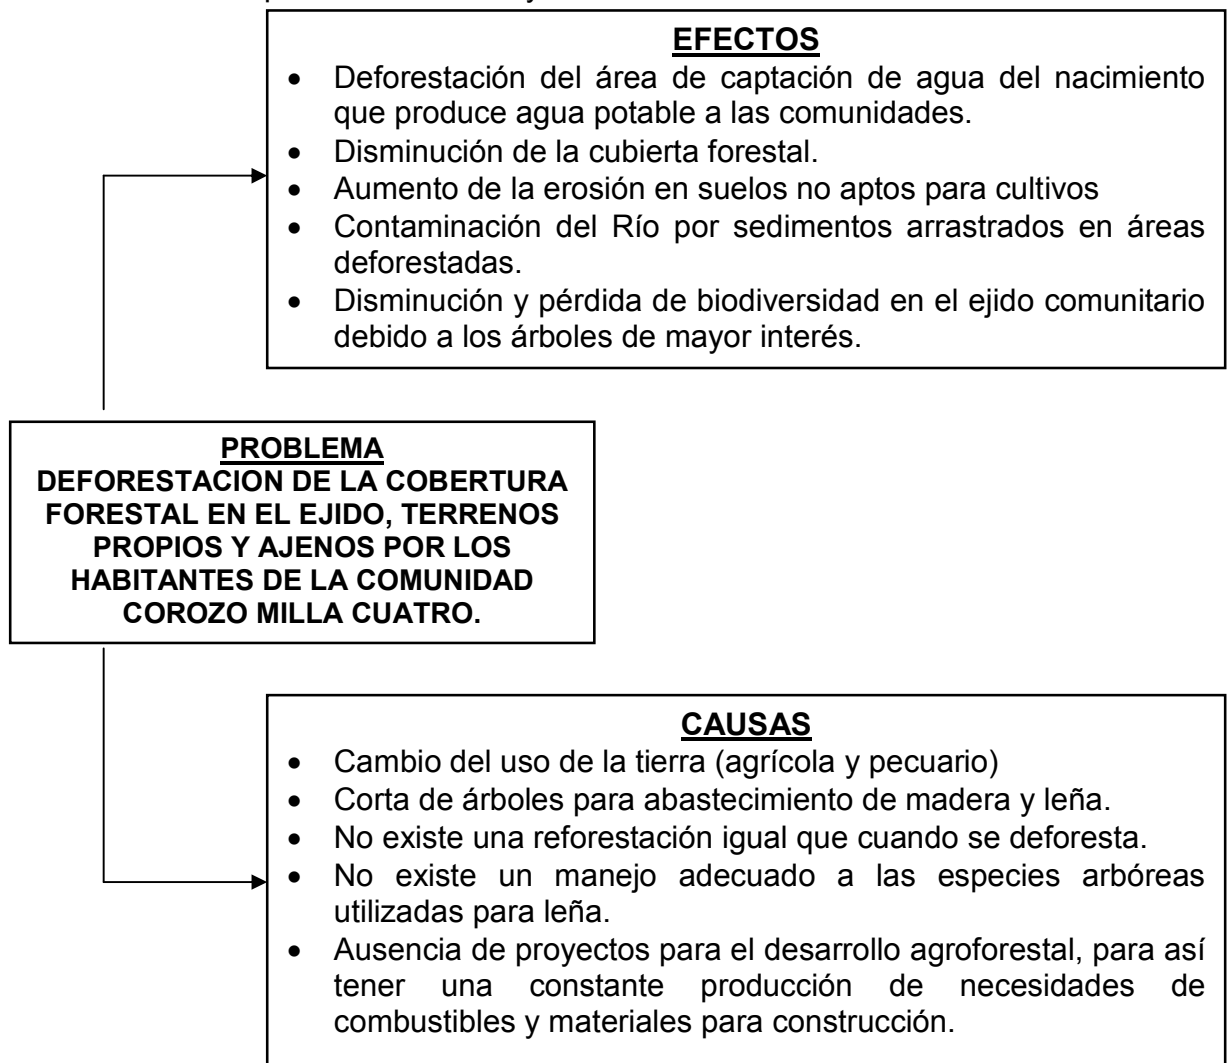 EFECTOS
• Deforestación del área de captación de agua del nacimiento
que produce agua potable a las comunidades.
• Disminución de la cubierta forestal.
• Aumento de la erosión en suelos no aptos para cultivos
• Contaminación del Río por sedimentos arrastrados en áreas
deforestadas.
• Disminución y pérdida de biodiversidad en el ejido comunitario
debido a los árboles de mayor interés.
PROBLEMA
DEFORESTACION DE LA COBERTURA
FORESTAL EN EL EJIDO, TERRENOS
PROPIOS Y AJENOS POR LOS
HABITANTES DE LA COMUNIDAD
COROZO MILLA CUATRO.
CAUSAS
• Cambio del uso de la tierra (agrícola y pecuario)
• Corta de árboles para abastecimiento de madera y leña.
• No existe una reforestación igual que cuando se deforesta.
• No existe un manejo adecuado a las especies arbóreas
utilizadas para leña.
• Ausencia de proyectos para el desarrollo agroforestal, para así
tener una constante producción de necesidades de
combustibles y materiales para construcción.